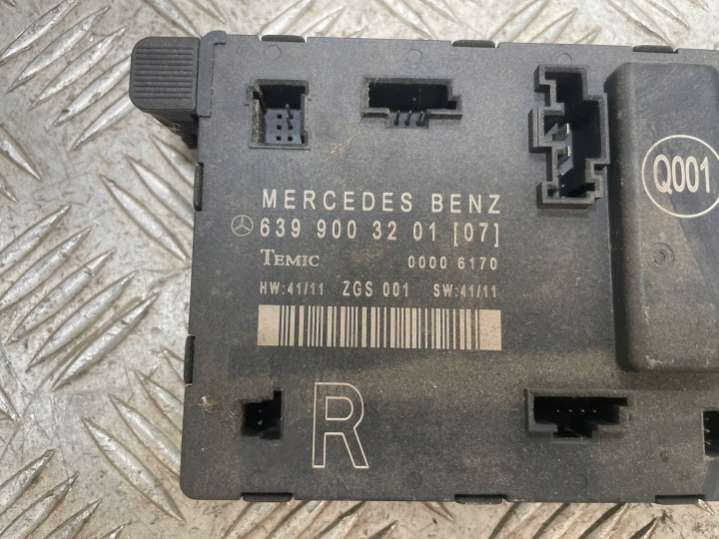 MERCEDES BENZ
639 900 32 01 [07]
TEMIC 0000 6170
HW:41/11 ZGS 001 SW:41/11
R
Q001